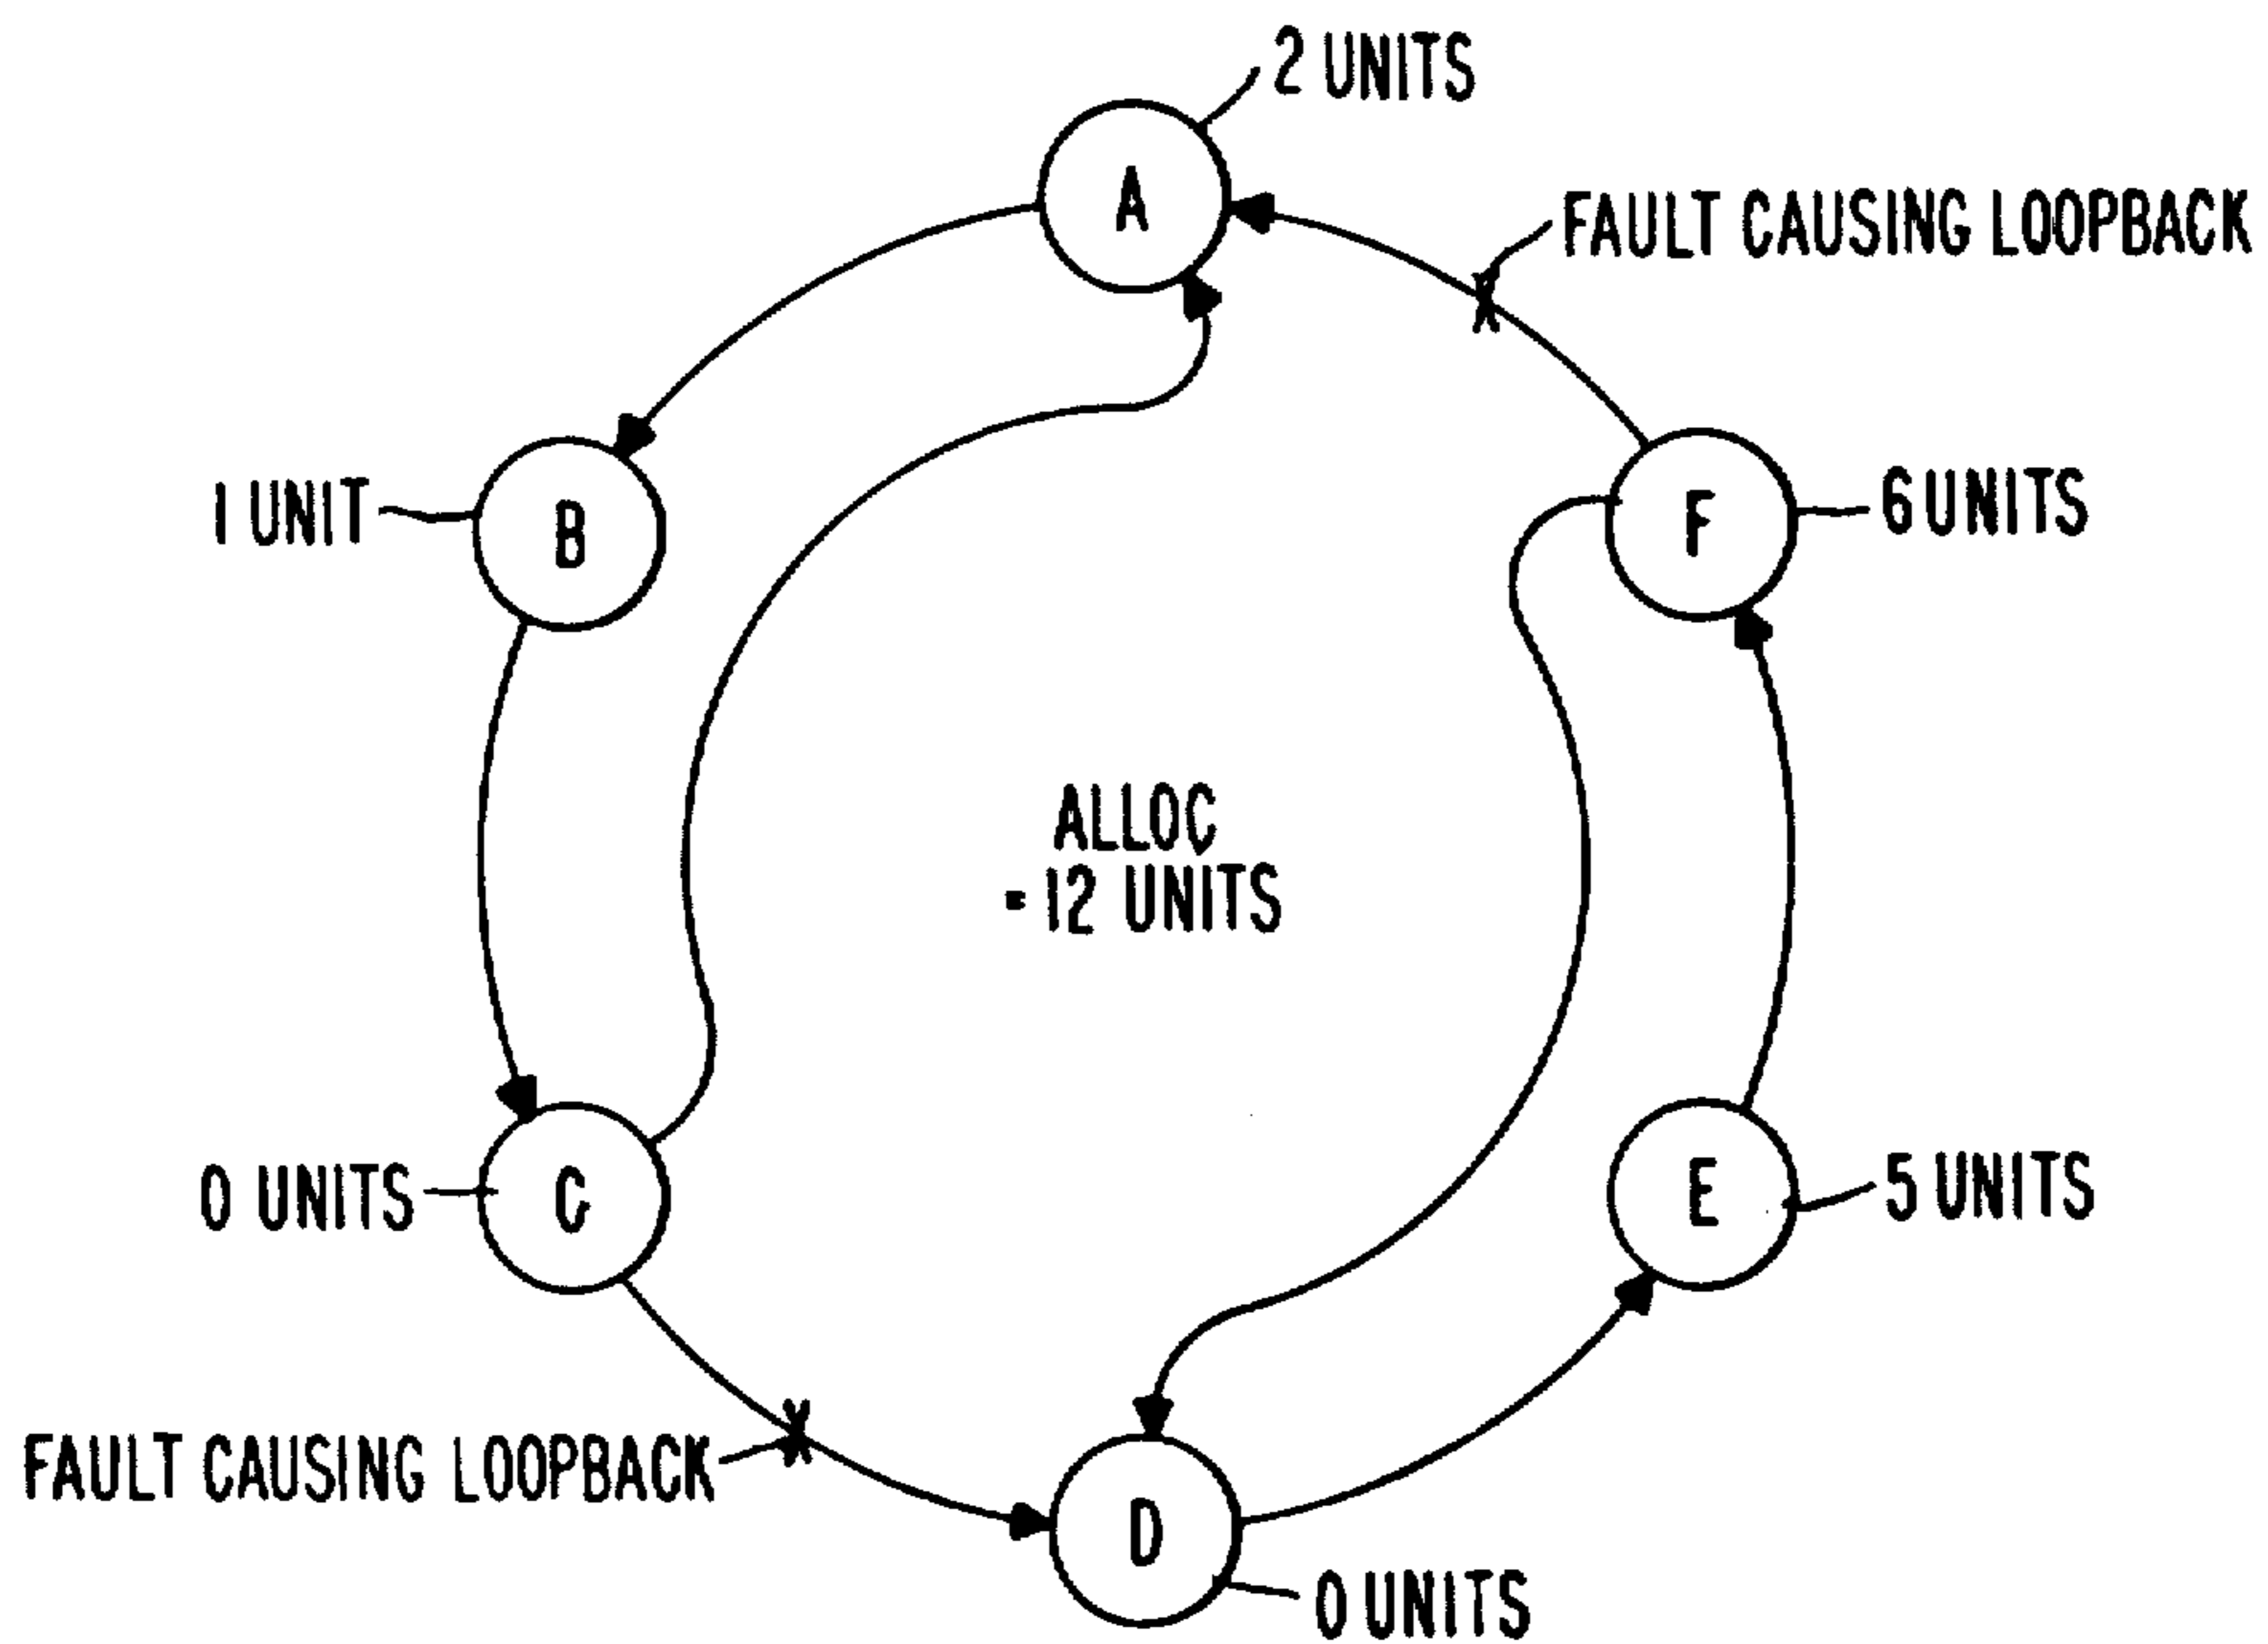 2 UNITS
A
FAULT CAUSING LOOPBACK
1 UNIT
B
F
6 UNITS
ALLOC
=12 UNITS
0 UNITS
C
E
5 UNITS
FAULT CAUSING LOOPBACK
D
0 UNITS